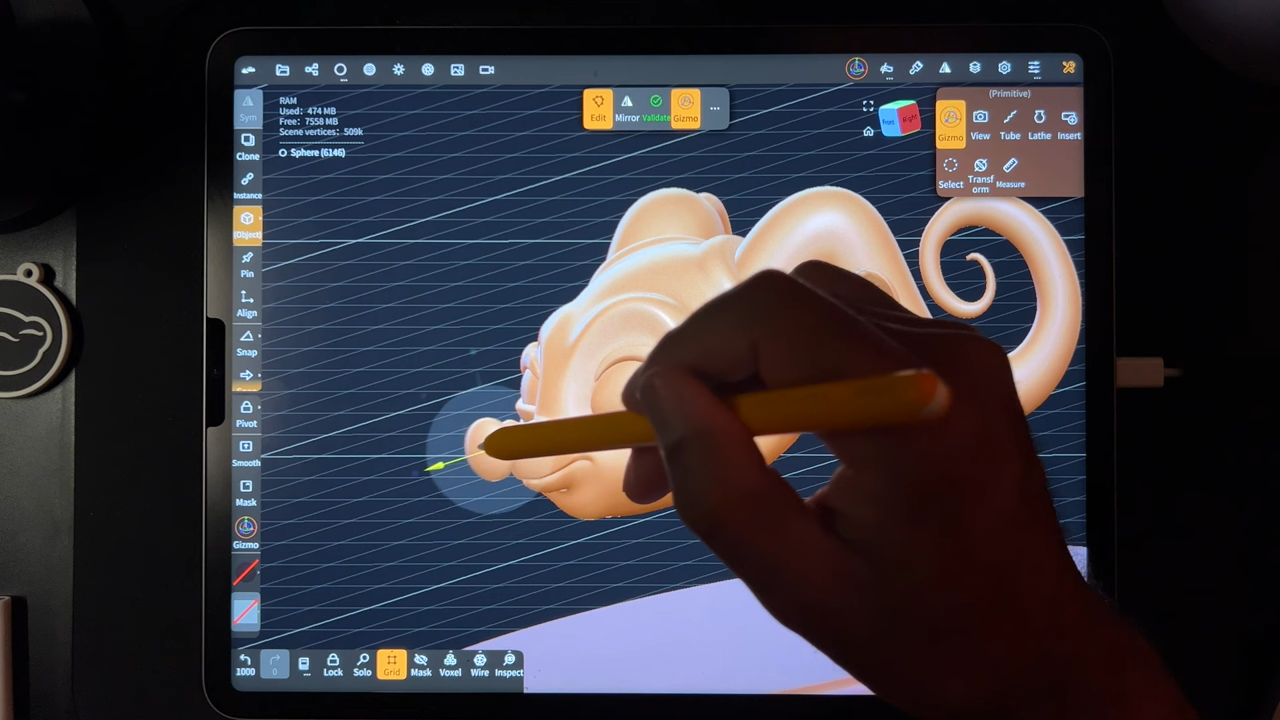 RAM
Used: 474 MB
Free: 7558 MB
Scene vertices: 509k
Sphere (6146)
Edit
Mirror
Validate
Gizmo
...
Front
Right
(Primitive)
Gizmo
View
Tube
Lathe
Insert
Select
Transf
orm
Measure
Sym
Clone
Instance
(Object)
Pin
Align
Snap
Pivot
Smooth
Mask
Gizmo
1000
0
...
Lock
Solo
Grid
Mask
Voxel
Wire
Inspect